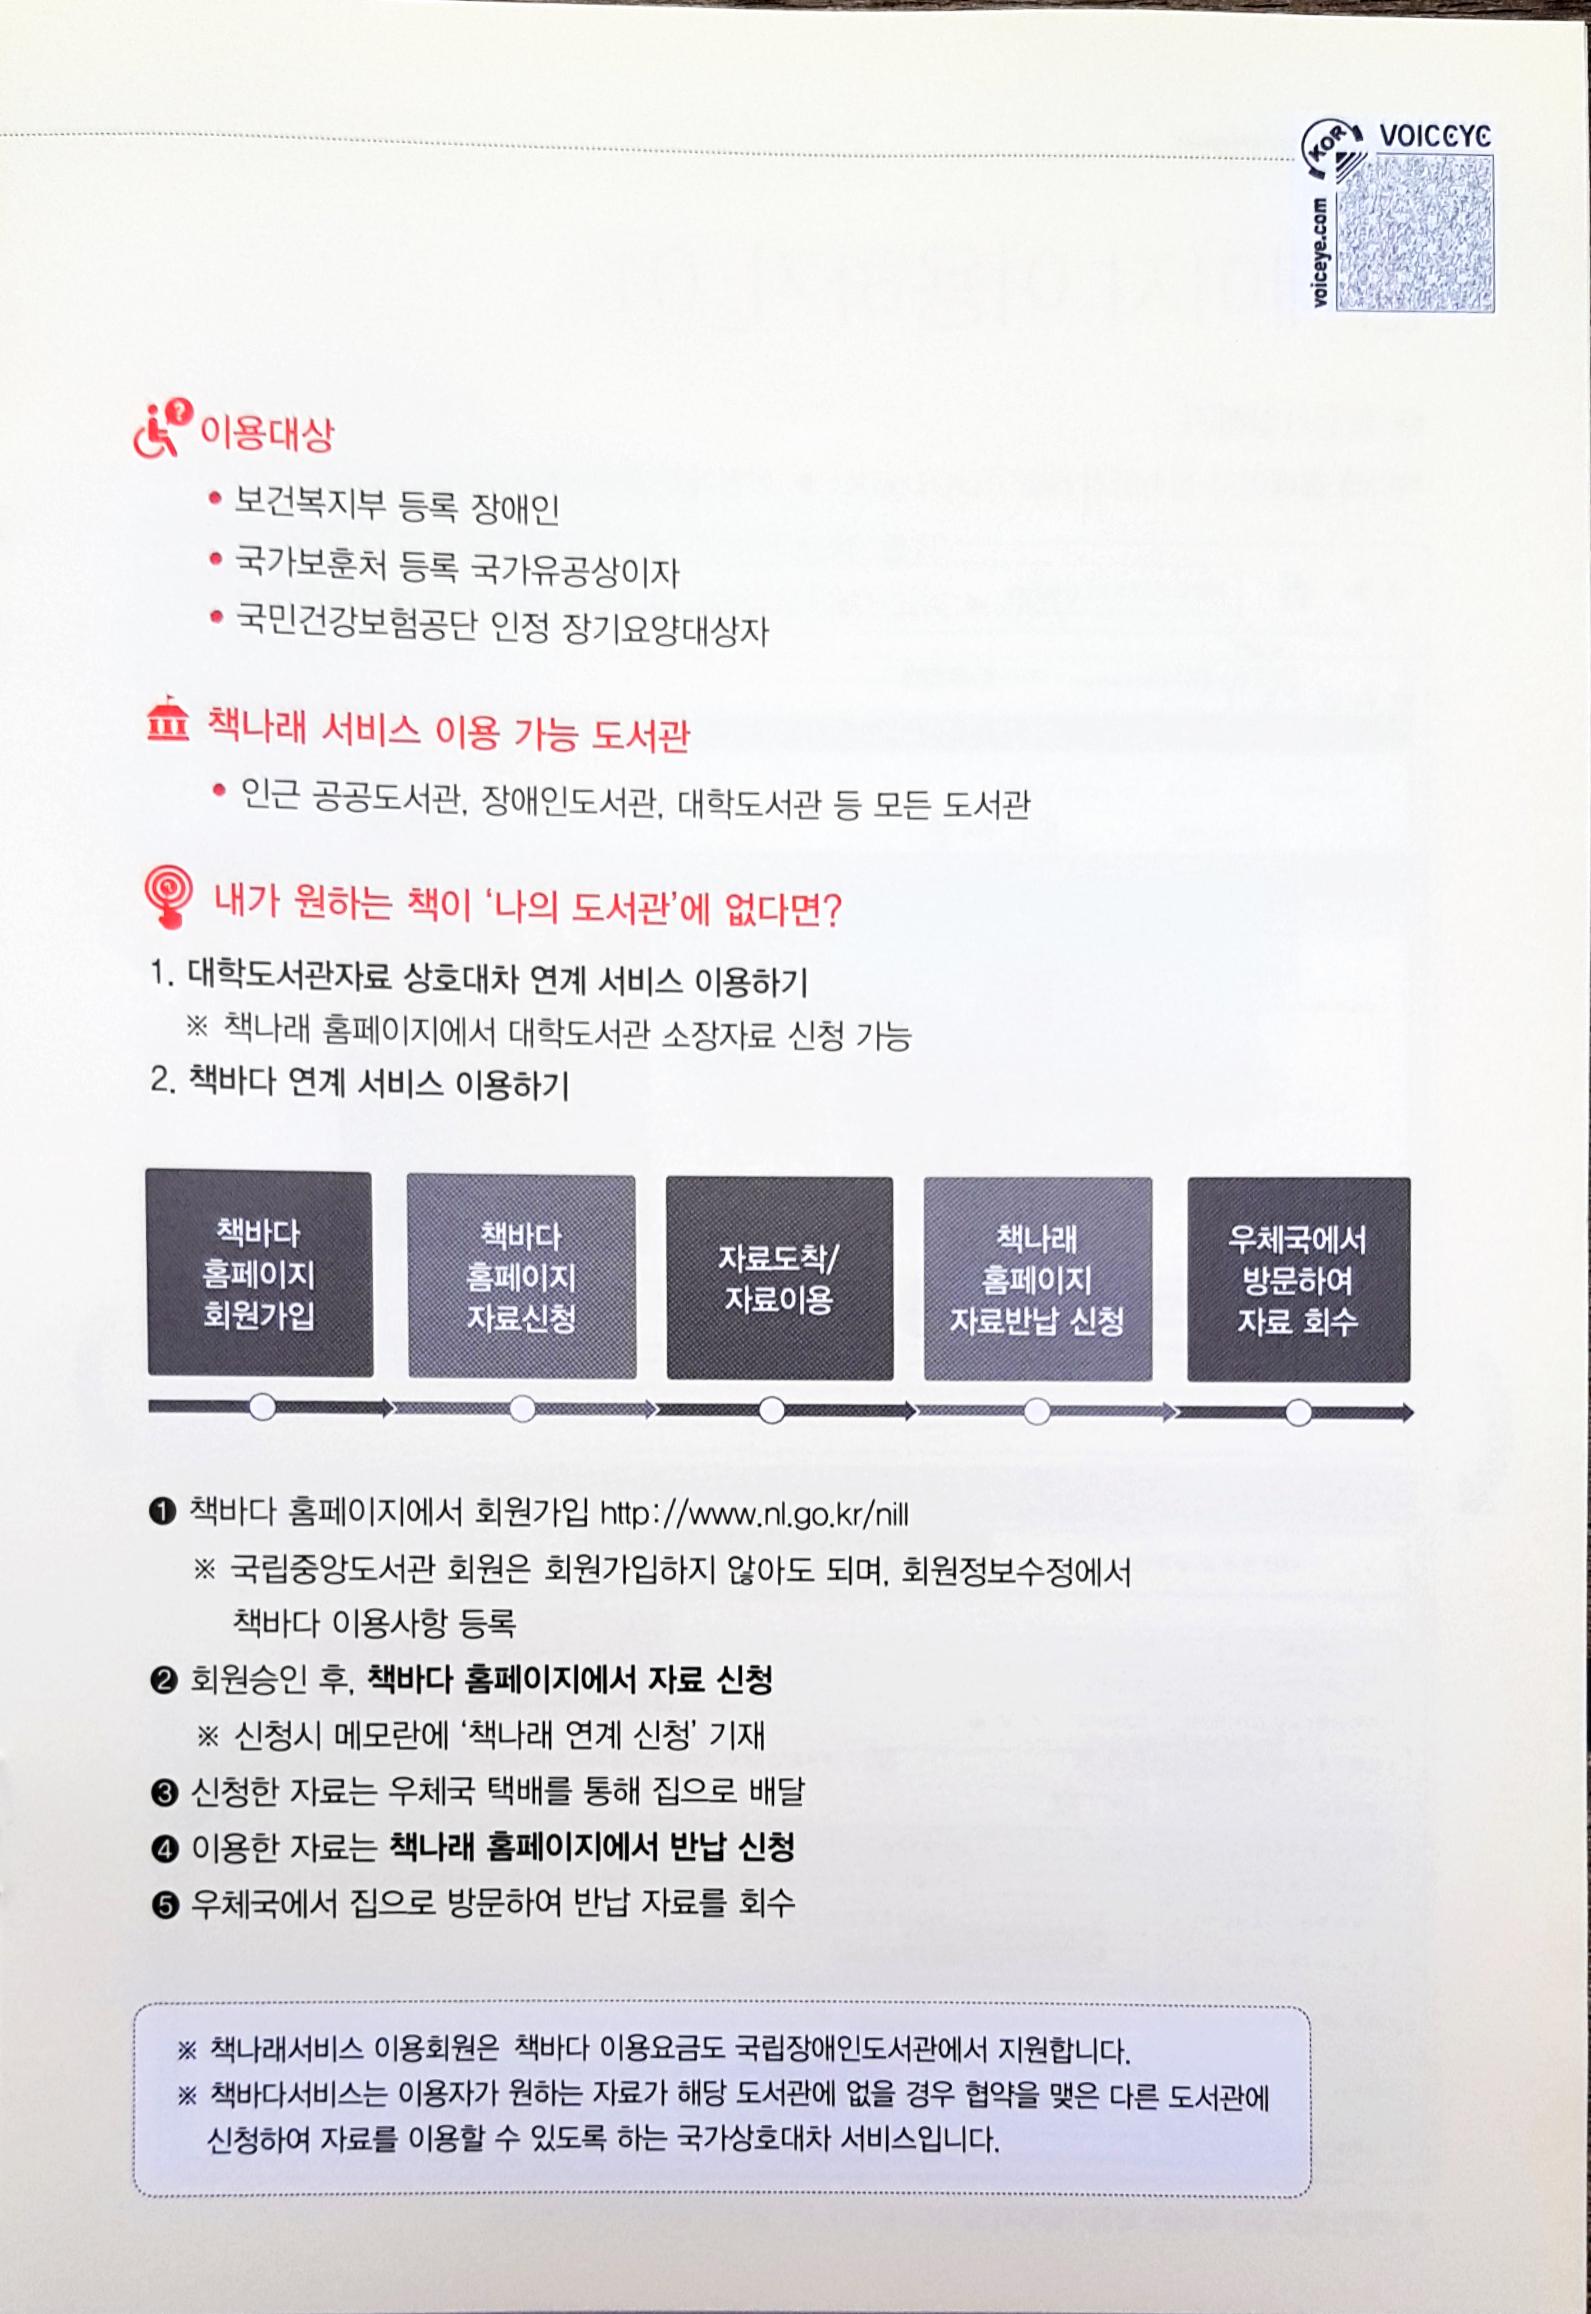 KOR
VOICEYE
voiceye.com
이용대상
• 보건복지부 등록 장애인
• 국가보훈처 등록 국가유공상이자
• 국민건강보험공단 인정 장기요양대상자
책나래 서비스 이용 가능 도서관
• 인근 공공도서관, 장애인도서관, 대학도서관 등 모든 도서관
내가 원하는 책이 ‘나의 도서관’에 없다면?
1. 대학도서관자료 상호대차 연계 서비스 이용하기
※ 책나래 홈페이지에서 대학도서관 소장자료 신청 가능
2. 책바다 연계 서비스 이용하기
책바다
홈페이지
회원가입
책바다
홈페이지
자료신청
자료도착/
자료이용
책나래
홈페이지
자료반납 신청
우체국에서
방문하여
자료 회수
❶ 책바다 홈페이지에서 회원가입 http://www.nl.go.kr/nill
※ 국립중앙도서관 회원은 회원가입하지 않아도 되며, 회원정보수정에서
책바다 이용사항 등록
❷ 회원승인 후, 책바다 홈페이지에서 자료 신청
※ 신청시 메모란에 ‘책나래 연계 신청’ 기재
❸ 신청한 자료는 우체국 택배를 통해 집으로 배달
❹ 이용한 자료는 책나래 홈페이지에서 반납 신청
❺ 우체국에서 집으로 방문하여 반납 자료를 회수
※ 책나래서비스 이용회원은 책바다 이용요금도 국립장애인도서관에서 지원합니다.
※ 책바다서비스는 이용자가 원하는 자료가 해당 도서관에 없을 경우 협약을 맺은 다른 도서관에
신청하여 자료를 이용할 수 있도록 하는 국가상호대차 서비스입니다.